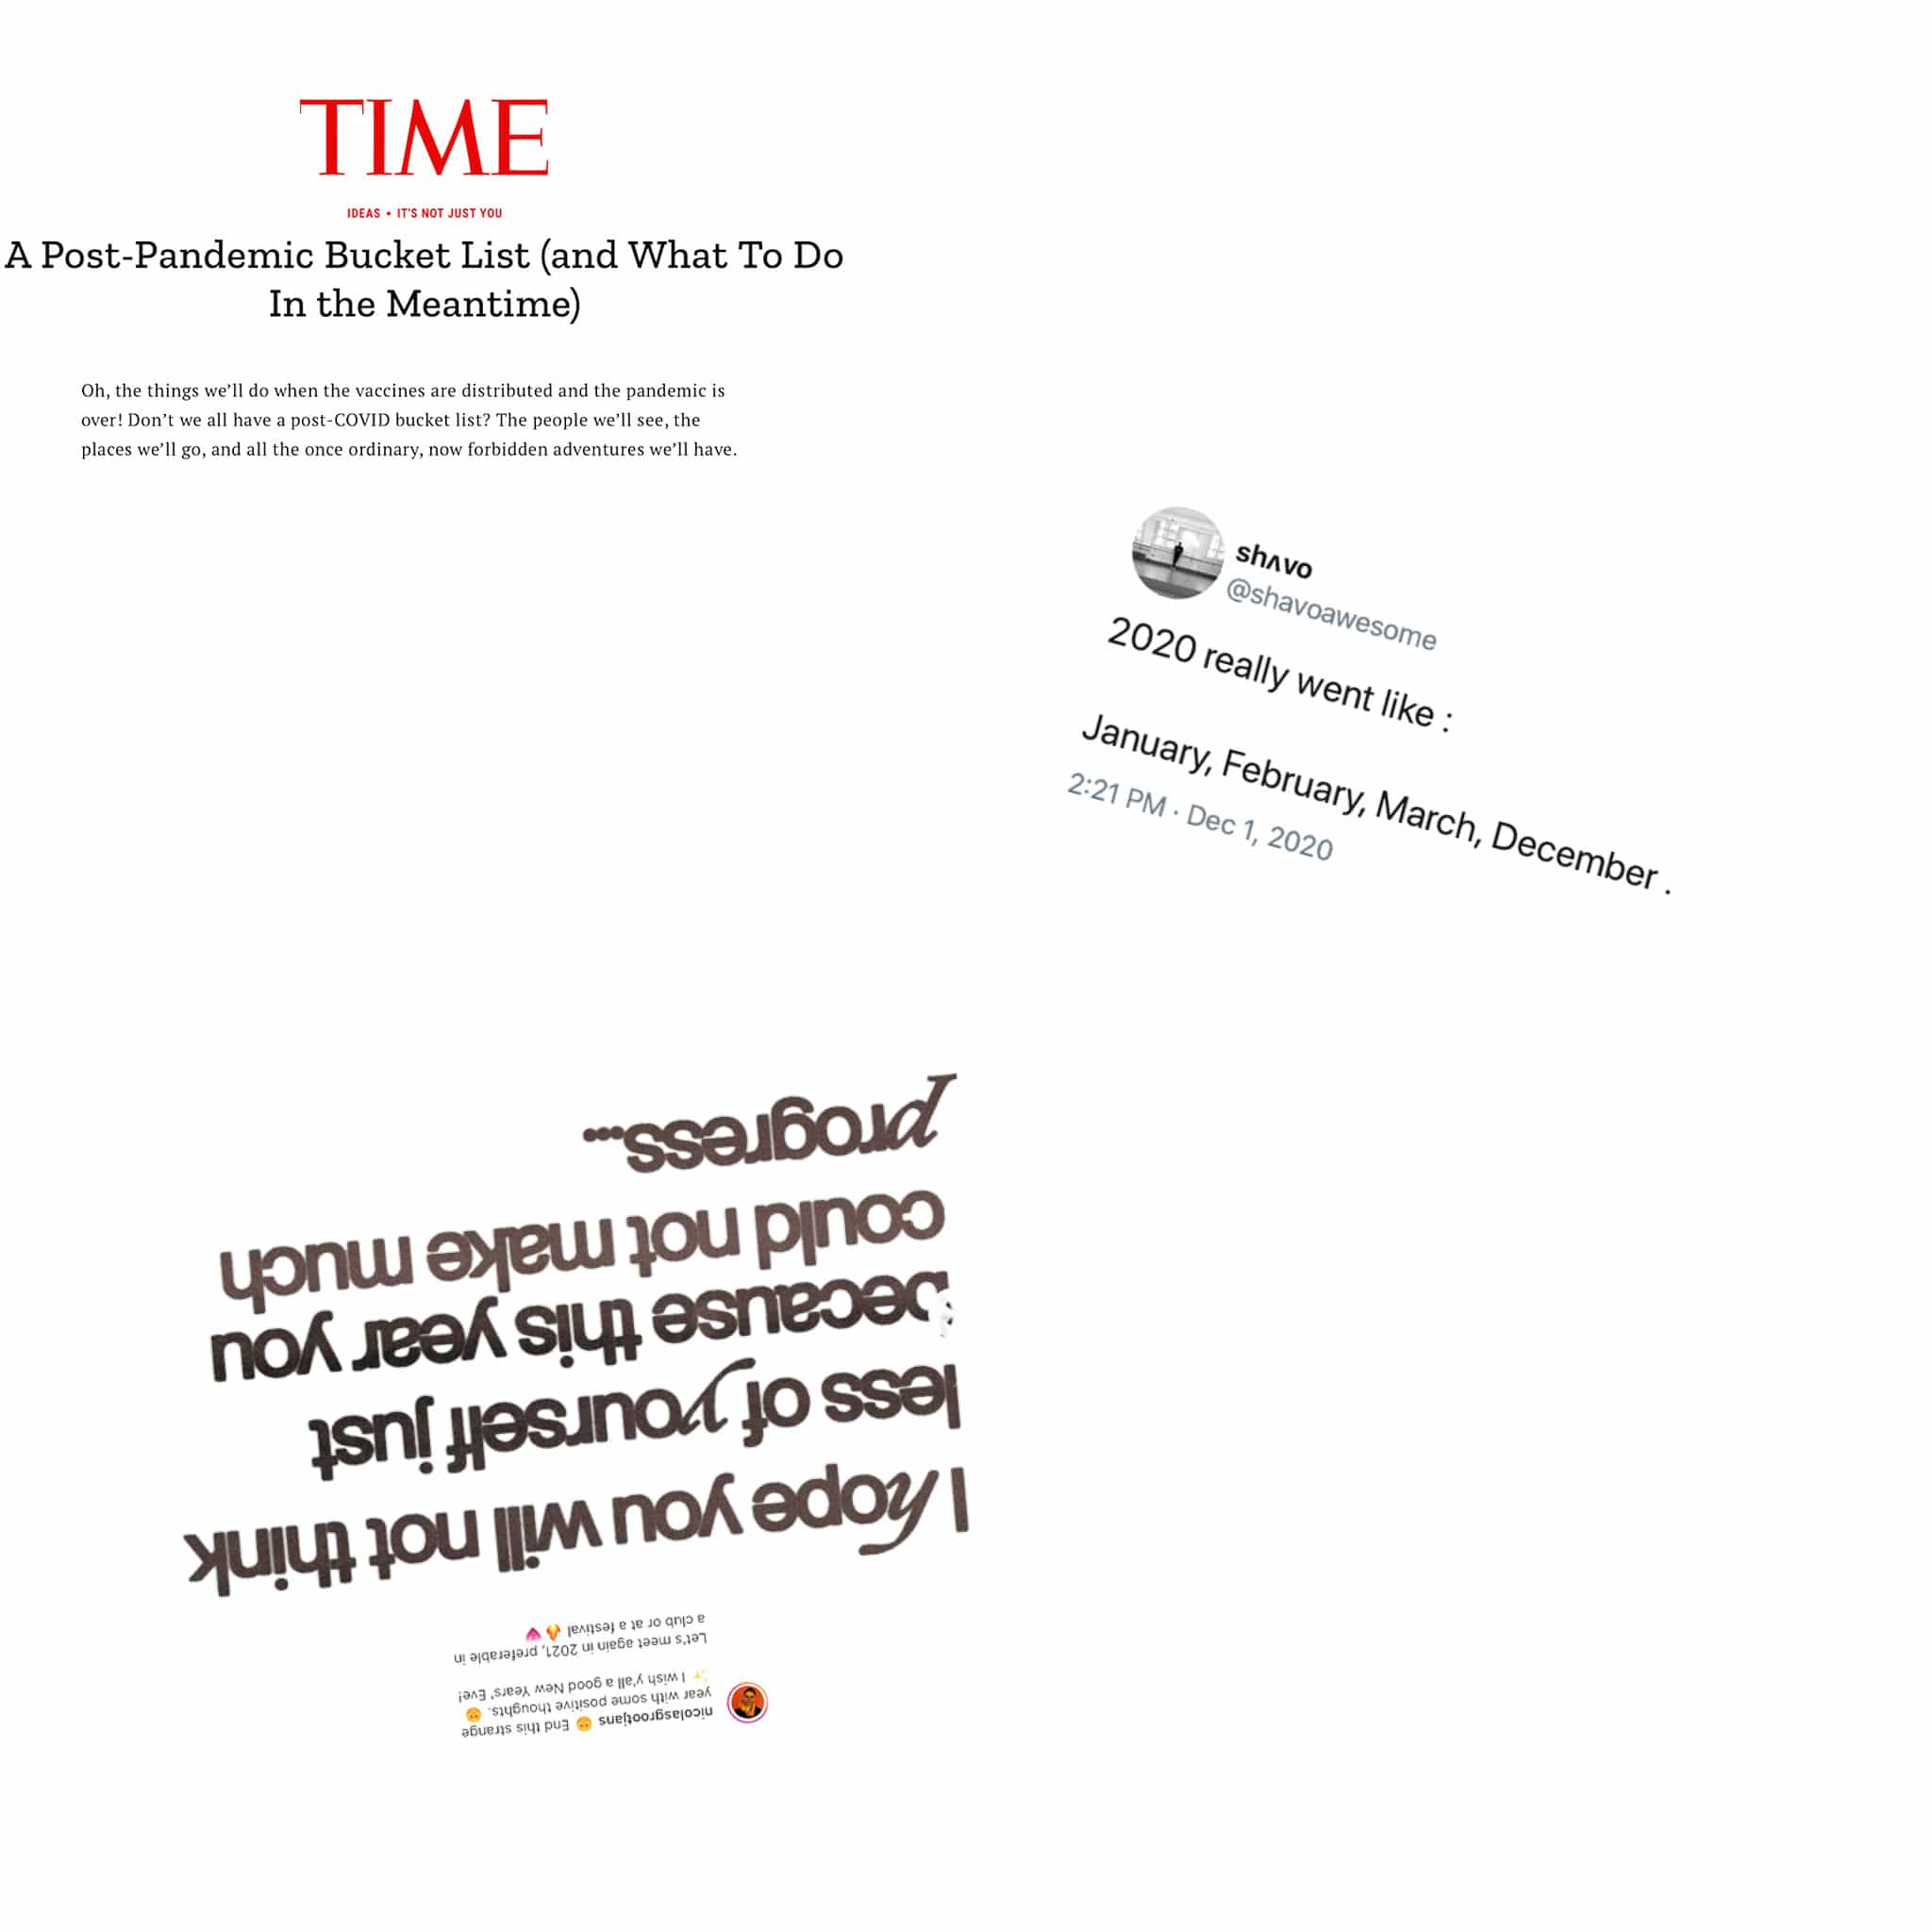 TIME
IDEAS • IT'S NOT JUST YOU
A Post-Pandemic Bucket List (and What To Do
In the Meantime)
Oh, the things we’ll do when the vaccines are distributed and the pandemic is
over! Don’t we all have a post-COVID bucket list? The people we’ll see, the
places we’ll go, and all the once ordinary, now forbidden adventures we’ll have.
shʌvo
@shavoawesome
2020 really went like :
January, February, March, December .
2:21 PM · Dec 1, 2020
I hope you will not think
less of yourself just
because this year you
could not make much
progress...
nicolasgrootjans 🙃 End this strange
year with some positive thoughts. 🙃
✨ I wish y'all a good New Years' Eve!
Let's meet again in 2021, preferable in
a club or at a festival